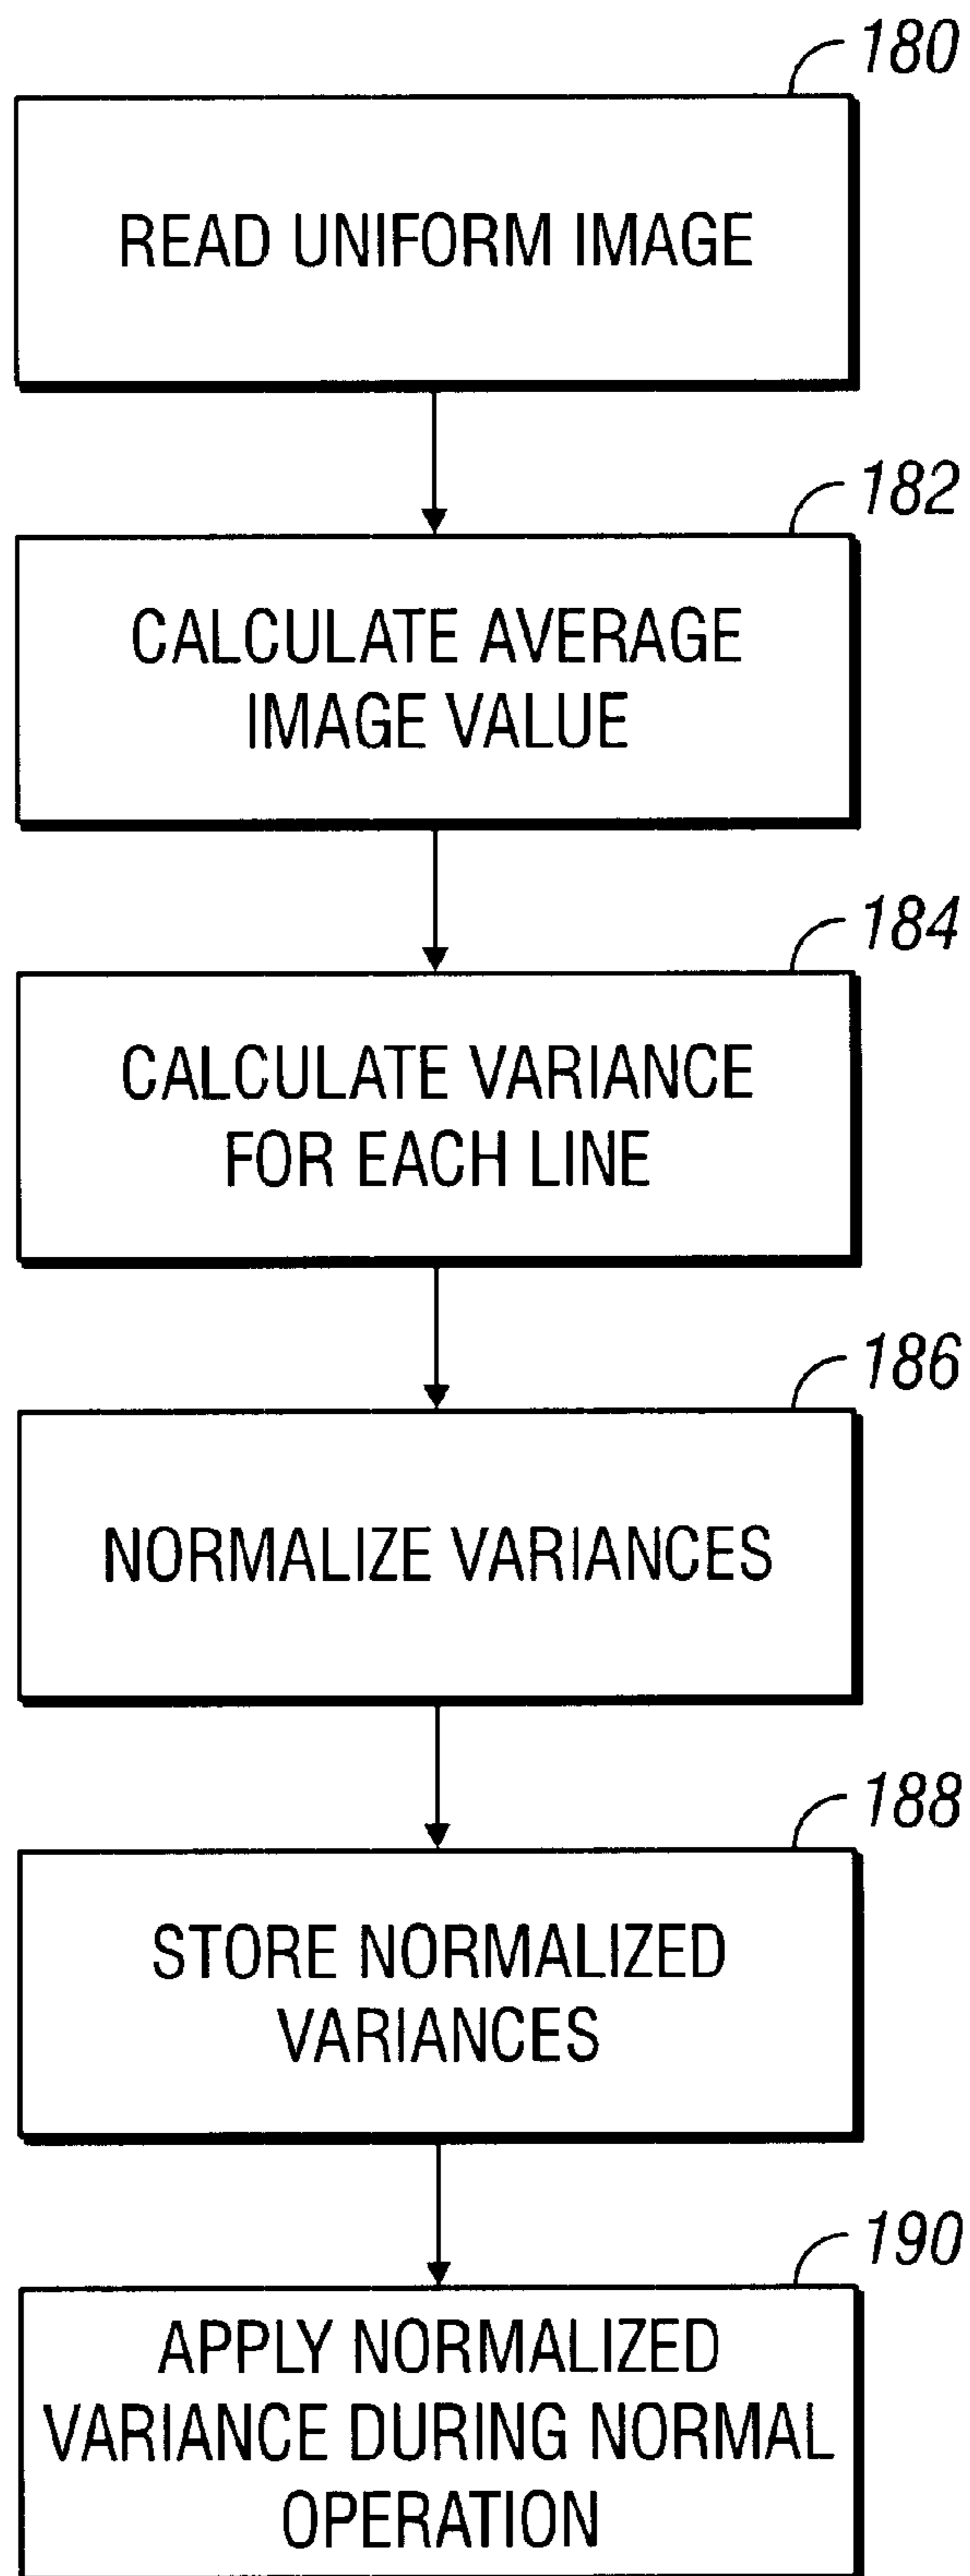 180
READ UNIFORM IMAGE
182
CALCULATE AVERAGE
IMAGE VALUE
184
CALCULATE VARIANCE
FOR EACH LINE
186
NORMALIZE VARIANCES
188
STORE NORMALIZED
VARIANCES
190
APPLY NORMALIZED
VARIANCE DURING NORMAL
OPERATION